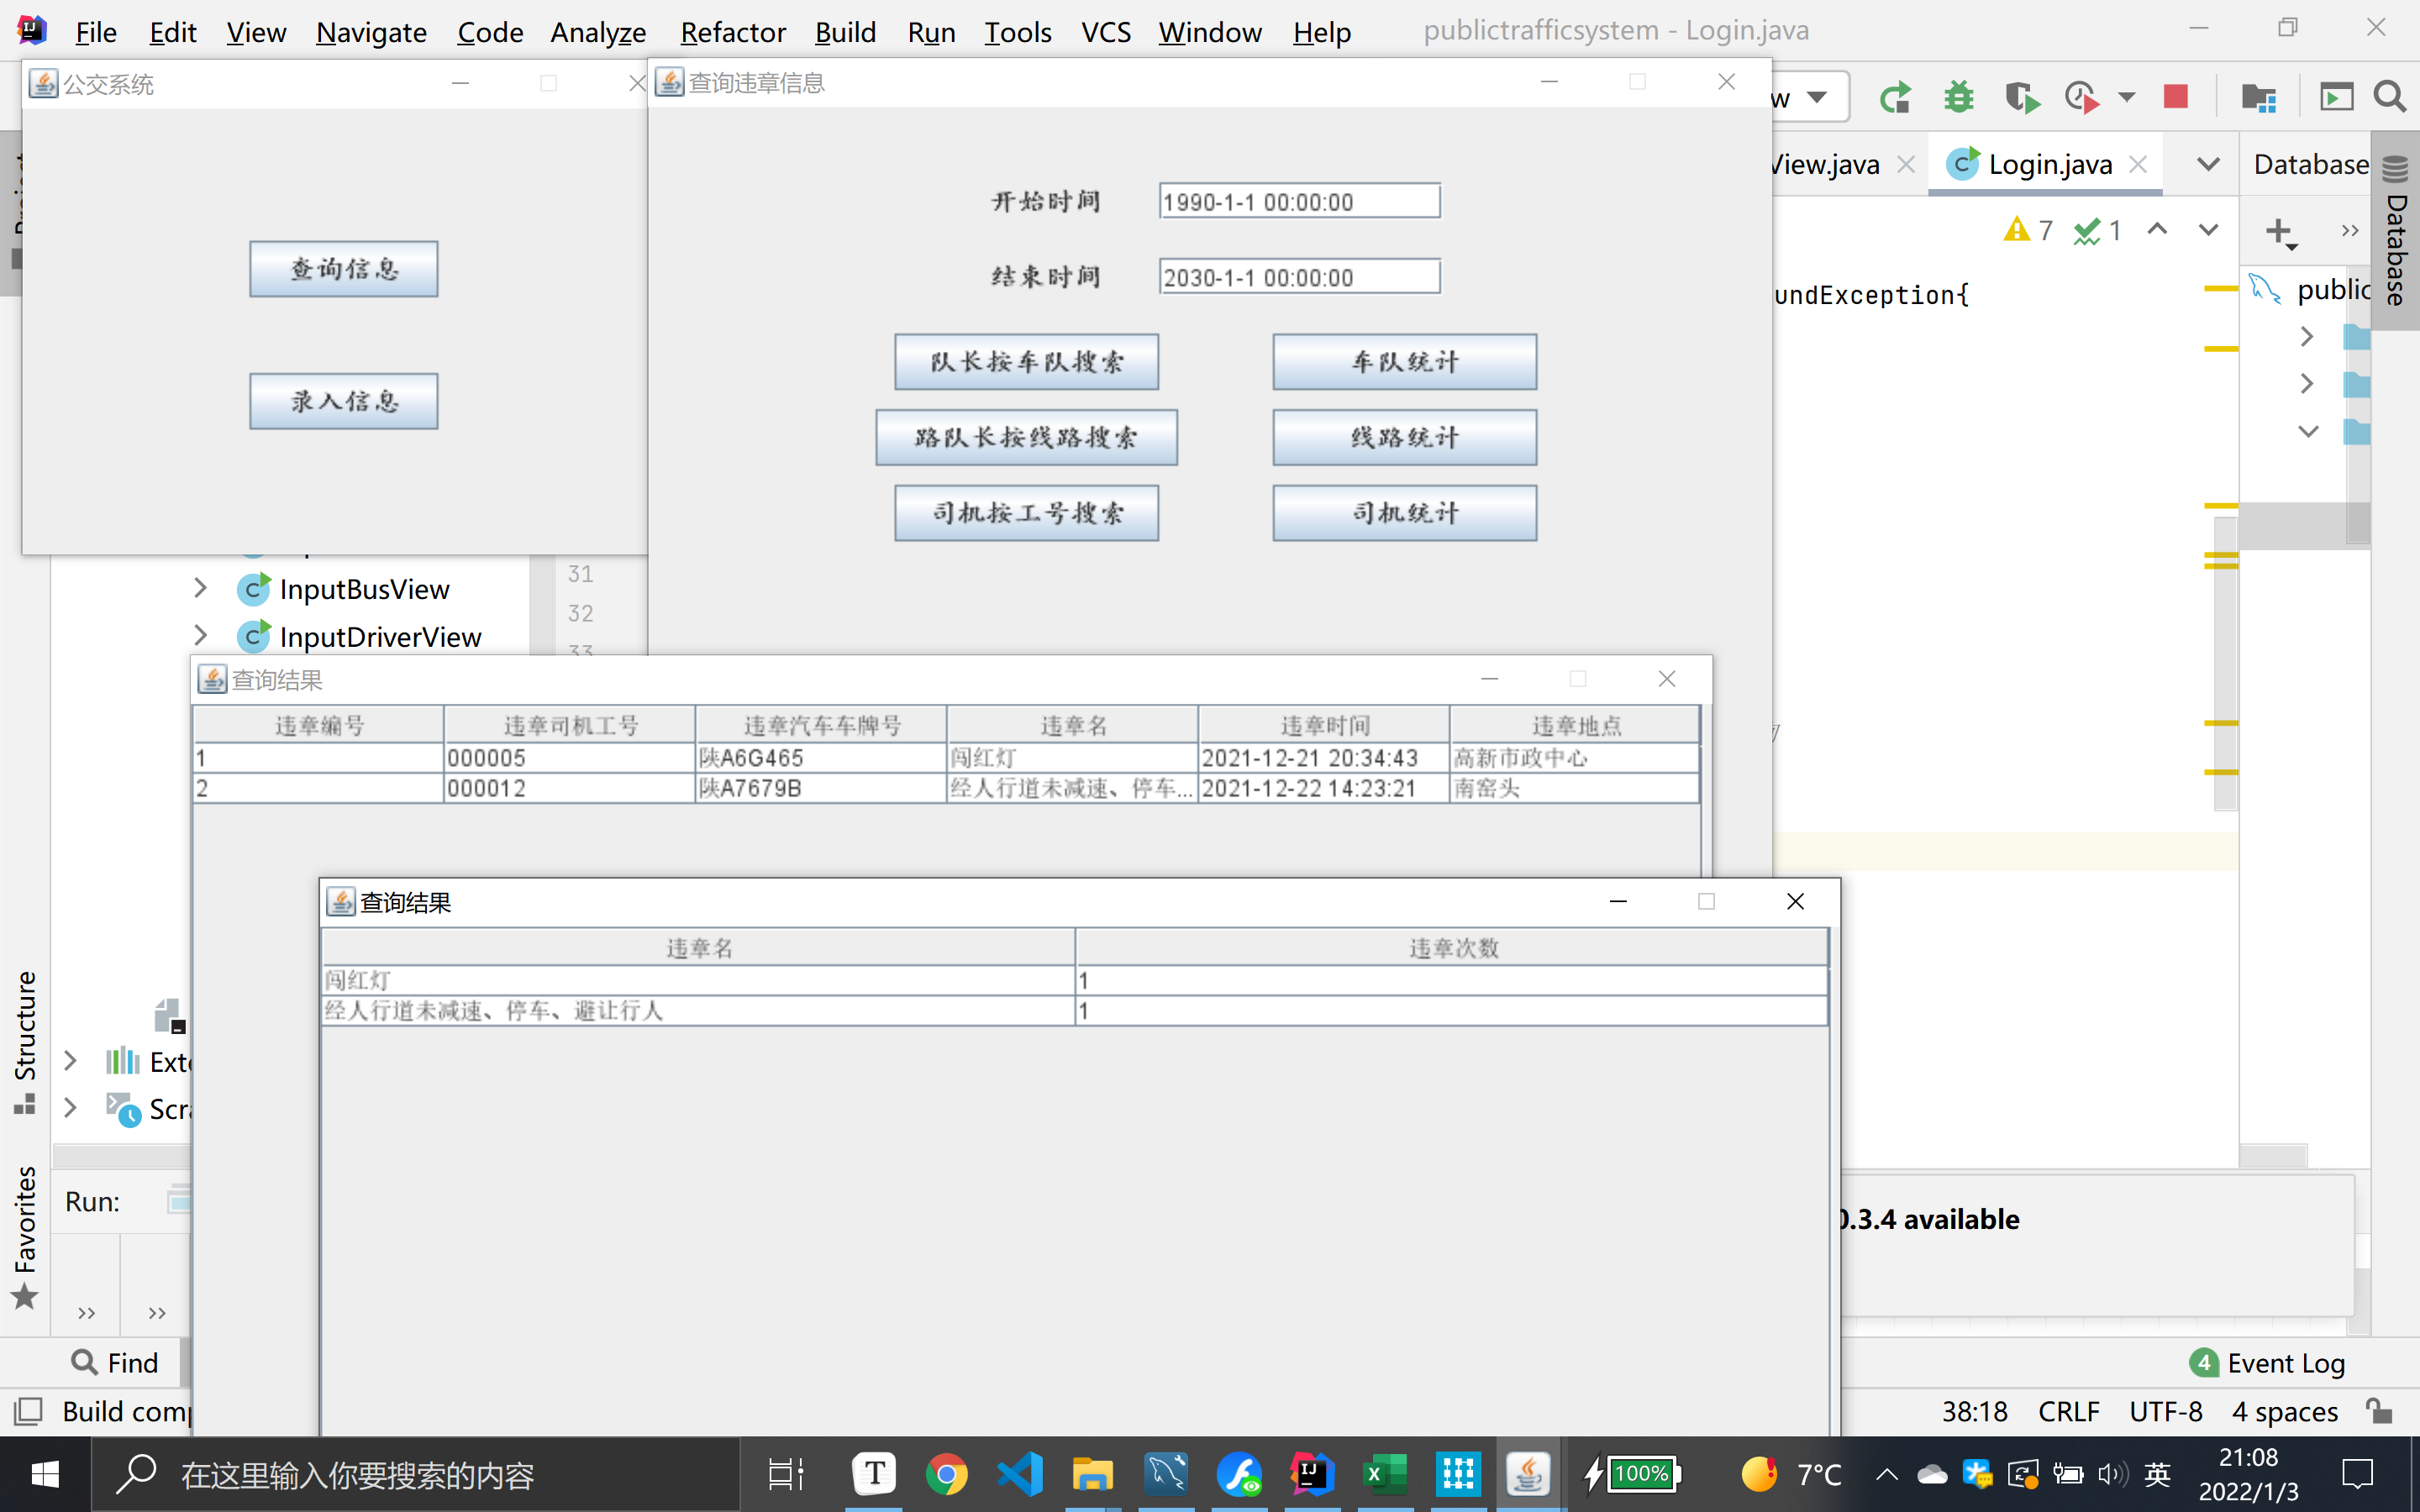 File Edit View Navigate Code Analyze Refactor Build Run Tools VCS Window Help publictrafficsystem - Login.java
公交系统
查询信息
录入信息
查询违章信息
开始时间 1990-1-1 00:00:00
结束时间 2030-1-1 00:00:00
队长按车队搜索 车队统计
路队长按线路搜索 线路统计
司机按工号搜索 司机统计
View.java Login.java Database
7 1
Database
undException{
InputBusView
InputDriverView
31
32
33
查询结果
违章编号 违章司机工号 违章汽车车牌号 违章名 违章时间 违章地点
1 000005 陕A6G465 闯红灯 2021-12-21 20:34:43 高新市政中心
2 000012 陕A7679B 经人行道未减速、停车... 2021-12-22 14:23:21 南窑头
查询结果
违章名 违章次数
闯红灯 1
经人行道未减速、停车、避让行人 1
Structure
Favorites
Run:
0.3.4 available
Find
4 Event Log
38:18 CRLF UTF-8 4 spaces
在这里输入你要搜索的内容
100%
7°C
英
21:08
2022/1/3